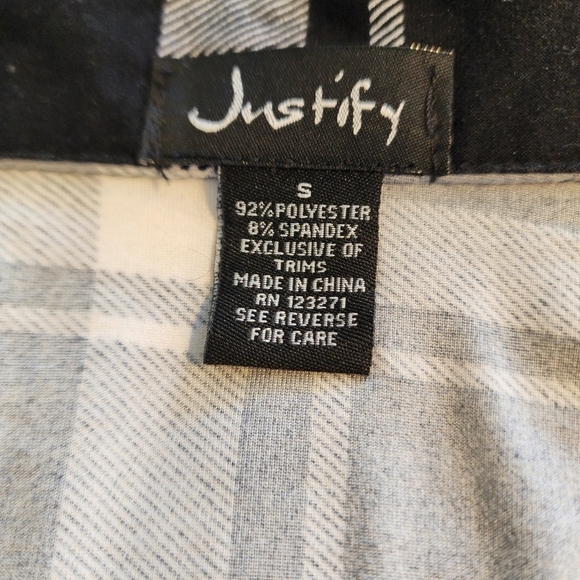 Justify
S
92% POLYESTER
8% SPANDEX
EXCLUSIVE OF
TRIMS
MADE IN CHINA
RN 123271
SEE REVERSE
FOR CARE